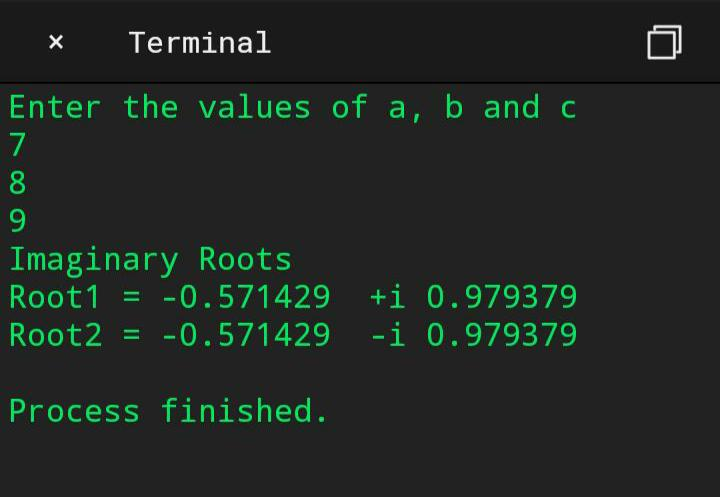 × Terminal
Enter the values of a, b and c
7
8
9
Imaginary Roots
Root1 = -0.571429  +i 0.979379
Root2 = -0.571429  -i 0.979379
Process finished.